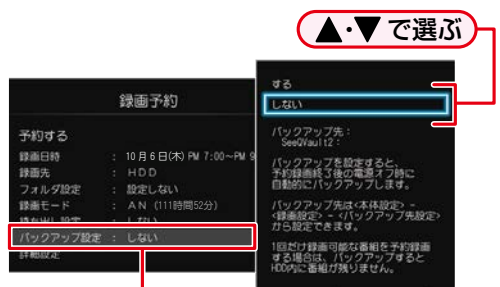 ▲・▼で選ぶ
録画予約
予約する
録画日時 : 10月6日(木) PM 7:00~PM 9
録画先 : HDD
フォルダ設定 : 設定しない
録画モード : AN (111時間52分)
持ち出し設定 : しない
バックアップ設定 : しない
詳細設定
する
しない
バックアップ先:
SeeQVault2:
バックアップを設定すると、
予約録画終了後の電源オフ時に
自動的にバックアップします。
バックアップ先は<本体設定> -
<録画設定> - <バックアップ先設定>
から設定できます。
1回だけ録画可能な番組を予約録画
する場合は、バックアップすると
HDD内に番組が残りません。